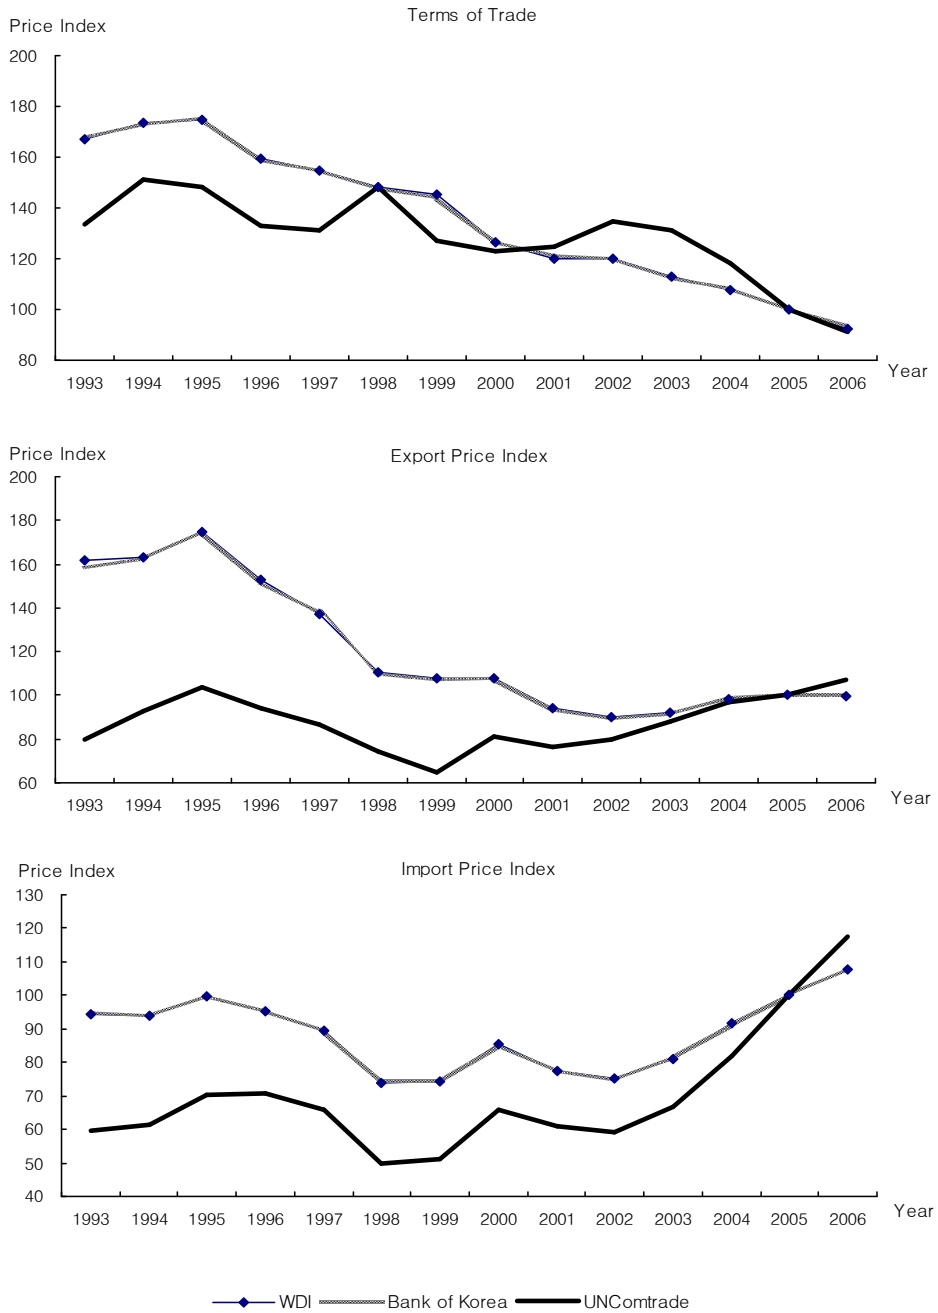 Terms of Trade
Price Index
200
180
160
140
120
100
80
1993 1994 1995 1996 1997 1998 1999 2000 2001 2002 2003 2004 2005 2006
Year
Price Index
Export Price Index
200
180
160
140
120
100
80
60
1993 1994 1995 1996 1997 1998 1999 2000 2001 2002 2003 2004 2005 2006
Year
Import Price Index
Price Index
130
120
110
100
90
80
70
60
50
40
1993 1994 1995 1996 1997 1998 1999 2000 2001 2002 2003 2004 2005 2006
Year
WDI Bank of Korea UNComtrade